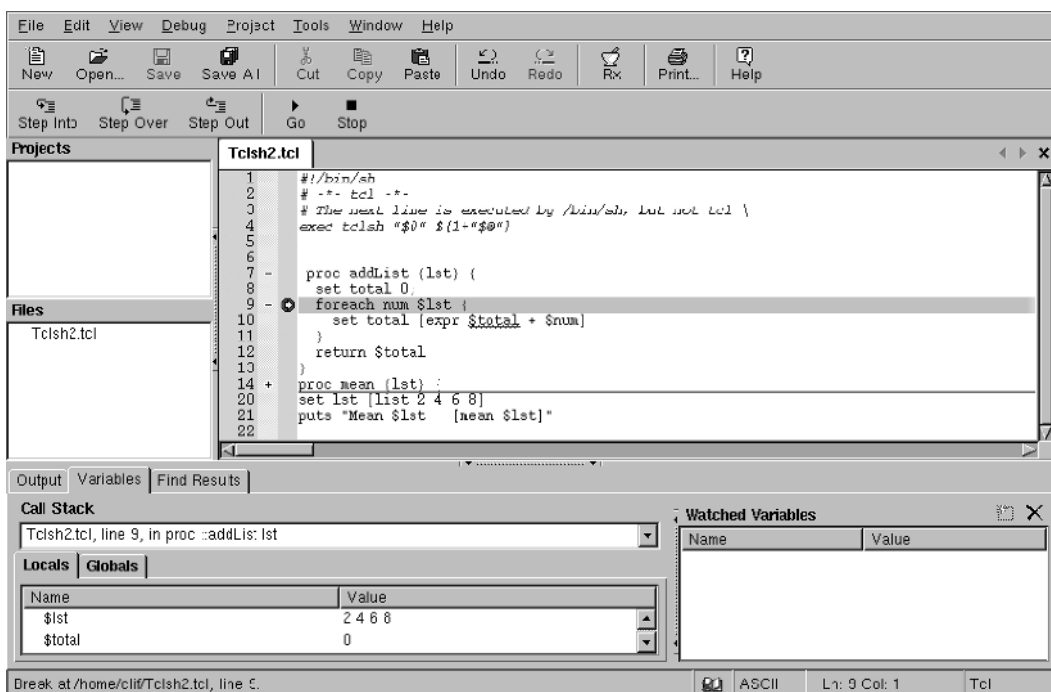 File Edit View Debug Project Tools Window Help
New Open... Save Save All Cut Copy Paste Undo Redo Rx Print... Help
Step Into Step Over Step Out Go Stop
Projects
Files
Tclsh2.tcl
Tclsh2.tcl
1 #!/bin/sh
2 # -*- tcl -*-
3 # The next line is executed by /bin/sh, but not tcl \
4 exec tclsh "$0" ${1+"$@"}
5
6
7 - proc addList {lst} {
8 set total 0;
9 - foreach num $lst {
10 set total [expr $total + $num]
11 }
12 return $total
13 }
14 + proc mean {lst} {
20 set lst [list 2 4 6 8]
21 puts "Mean $lst [mean $lst]"
22
Output Variables Find Results
Call Stack
Tclsh2.tcl, line 9, in proc ::addList lst
Locals Globals
Name Value
$lst 2 4 6 8
$total 0
Watched Variables
Name Value
Break at /home/clif/Tclsh2.tcl, line 9.
ASCII Ln: 9 Col: 1 Tcl